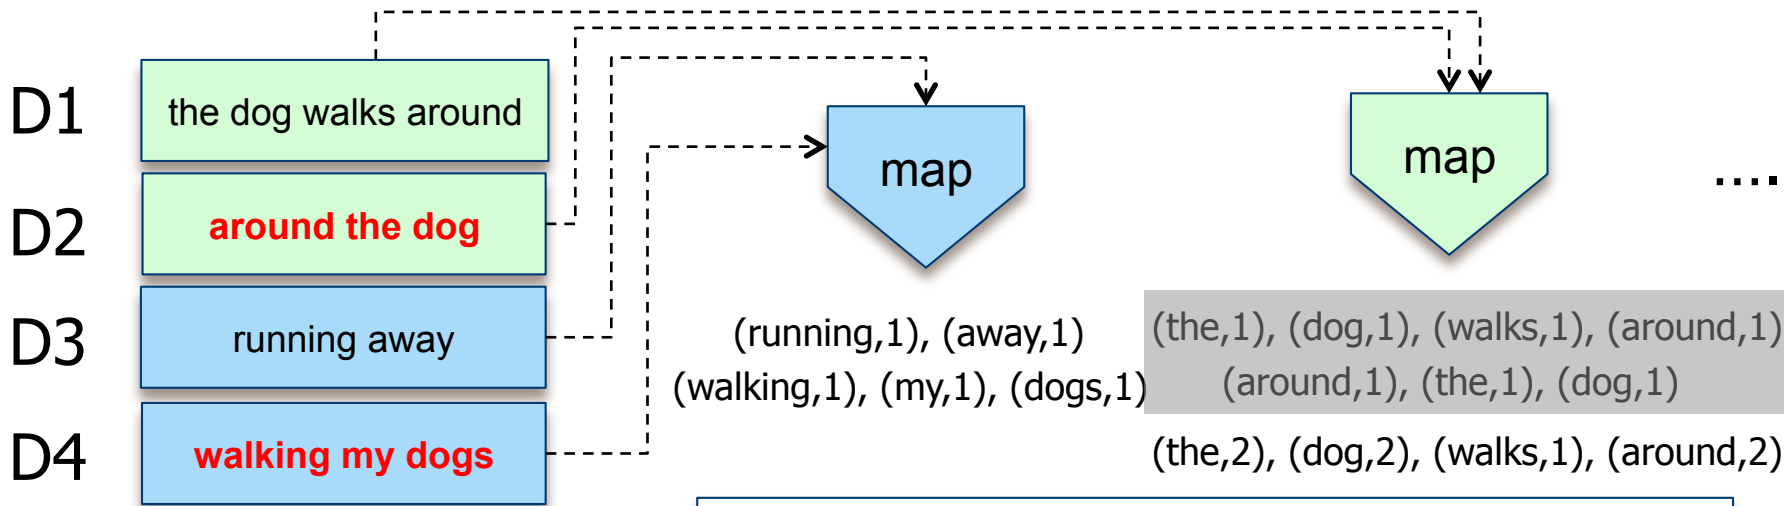 D1
the dog walks around
D2
around the dog
D3
running away
D4
walking my dogs
map
map
....
(running,1), (away,1)
(walking,1), (my,1), (dogs,1)
(the,1), (dog,1), (walks,1), (around,1)
(around,1), (the,1), (dog,1)
(the,2), (dog,2), (walks,1), (around,2)